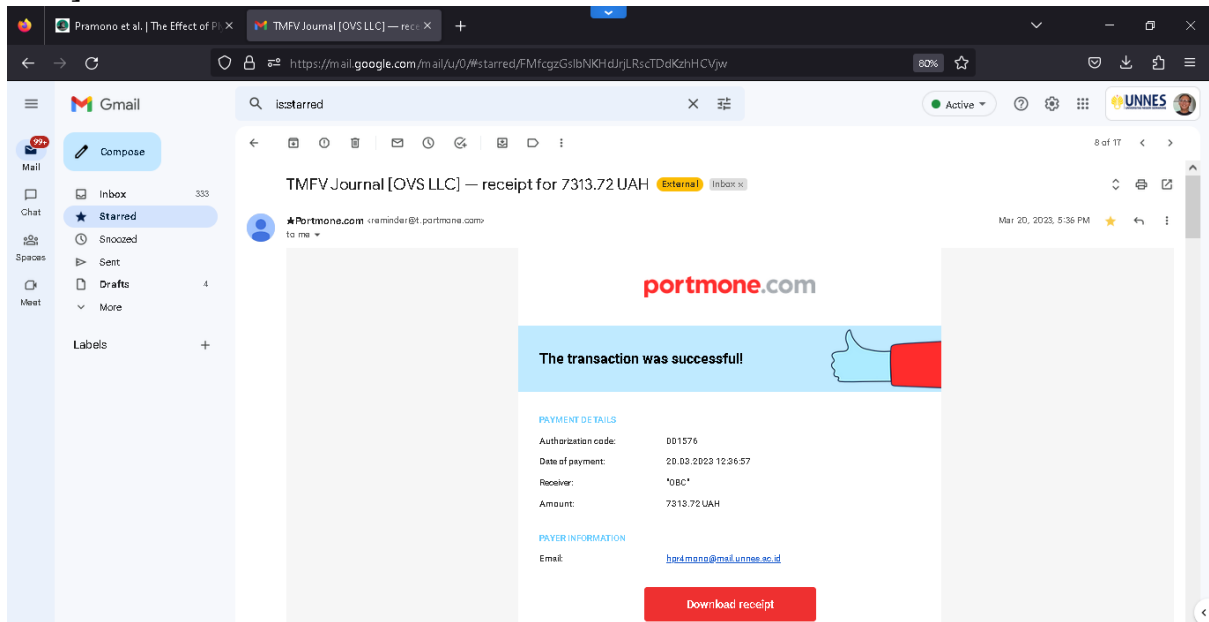 Pramono et al. | The Effect of Pl
TMFV Journal [OVS LLC] — rece
https://mail.google.com/mail/u/0/#starred/FMfcgzGslbNKHdJrjLRscTDdKzhHCVjw
80%
Gmail
is:starred
Active
UNNES
99+
Mail
Compose
8 of 17
Chat
Inbox 333
Starred
Snoozed
Spaces
Sent
Drafts 4
Meet
More
Labels
TMFV Journal [OVS LLC] — receipt for 7313.72 UAH External Inbox x
★Portmone.com <reminder@t.portmone.com>
Mar 20, 2023, 5:36 PM
to me
portmone.com
The transaction was successful!
PAYMENT DETAILS
Authorization code: 001576
Date of payment: 20.03.2023 12:36:57
Receiver: "ОВС"
Amount: 7313.72 UAH
PAYER INFORMATION
Email: hpr4mono@mail.unnes.ac.id
Download receipt